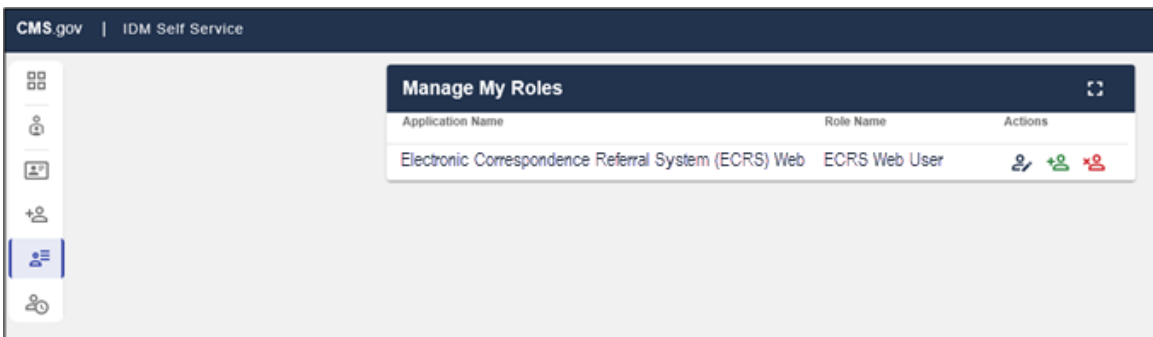 CMS.gov | IDM Self Service
Manage My Roles
Application Name Role Name Actions
Electronic Correspondence Referral System (ECRS) Web ECRS Web User